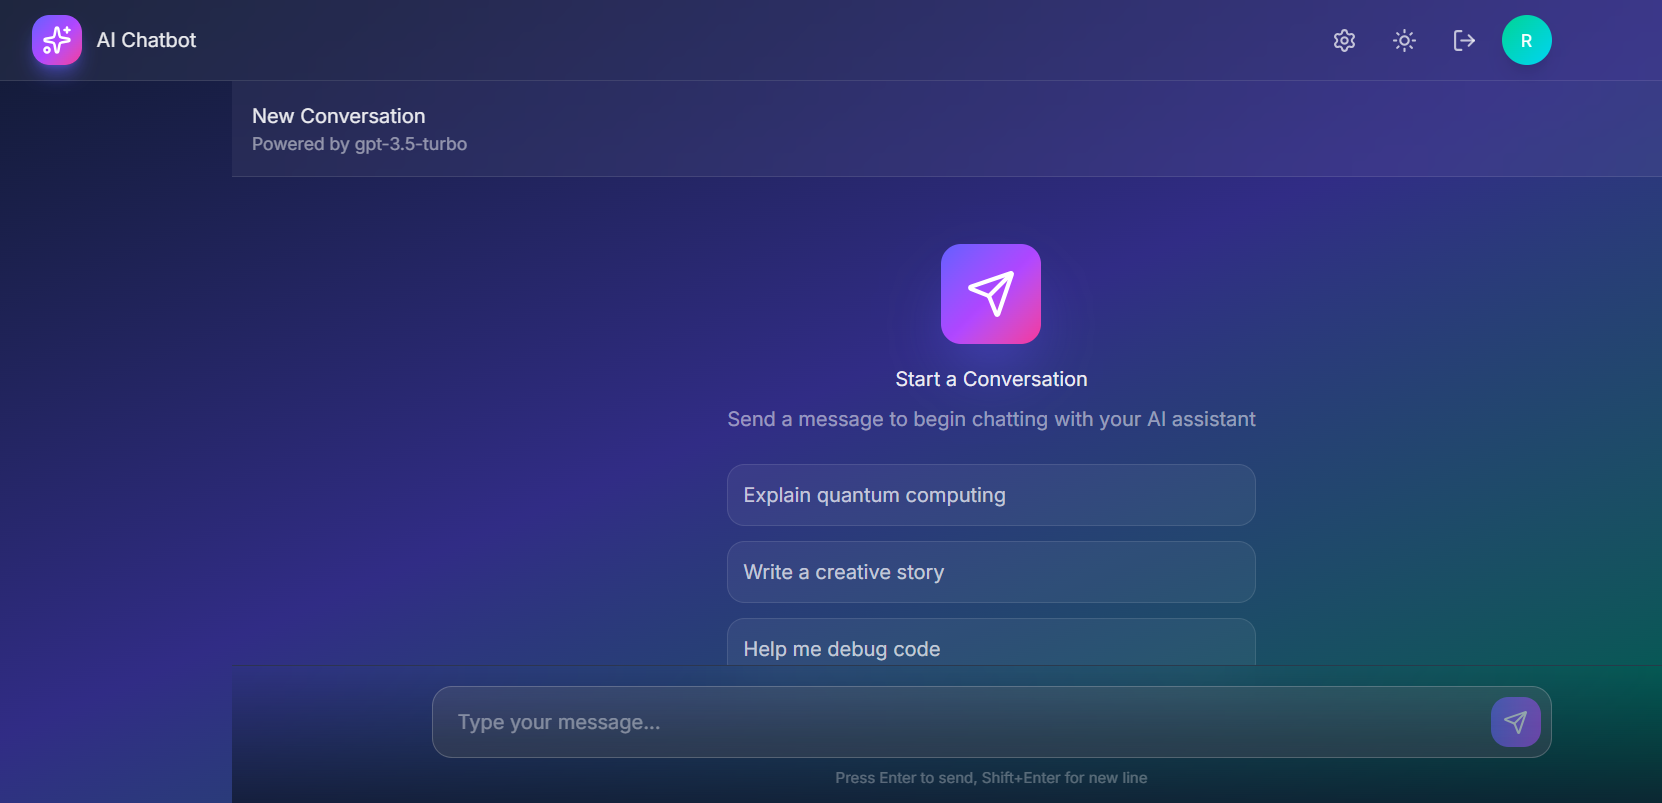 AI Chatbot
R
New Conversation
Powered by gpt-3.5-turbo
Start a Conversation
Send a message to begin chatting with your AI assistant
Explain quantum computing
Write a creative story
Help me debug code
Type your message...
Press Enter to send, Shift+Enter for new line